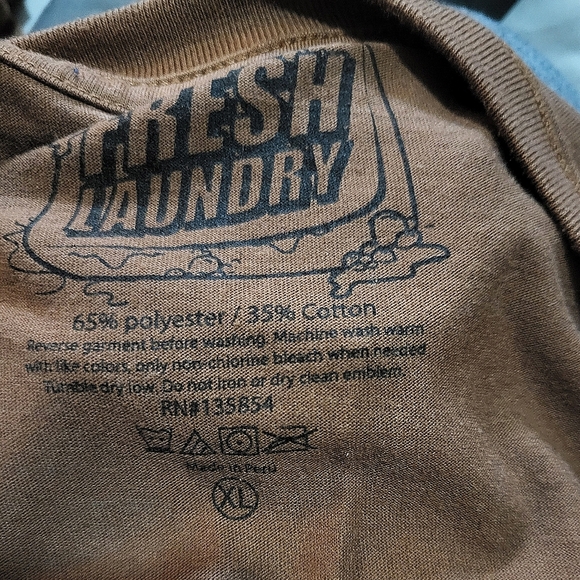 FRESH
LAUNDRY
65% polyester / 35% Cotton
Reverse garment before washing. Machine wash warm
with like colors, only non-chlorine bleach when needed
Tumble dry low. Do not iron or dry clean emblem.
RN#135854
Made in Peru
XL